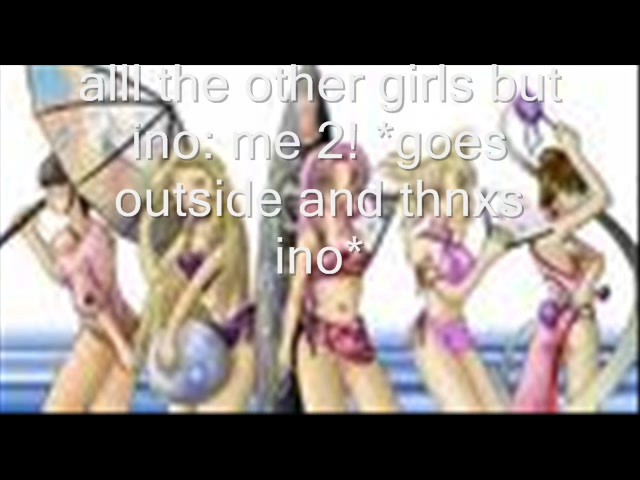 alll the other girls but
ino: me 2! *goes
outside and thnxs
ino*